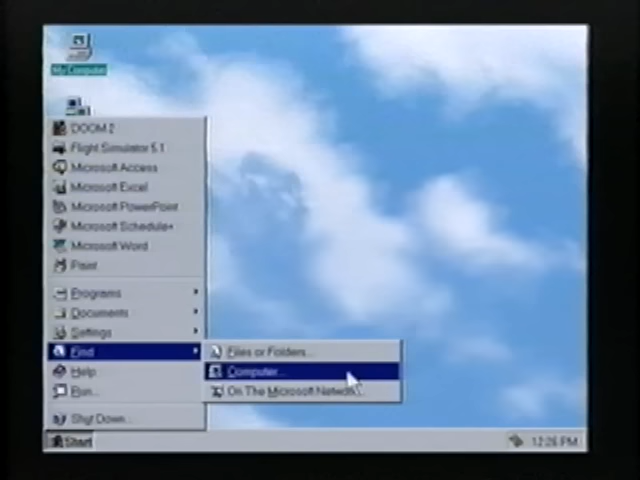 My Computer
DOOM 2
Flight Simulator 5.1
Microsoft Access
Microsoft Excel
Microsoft PowerPoint
Microsoft Schedule+
Microsoft Word
Paint
Programs
Documents
Settings
Find
Files or Folders...
Help
Computer...
Run...
On The Microsoft Network...
Shut Down...
Start
12:26 PM